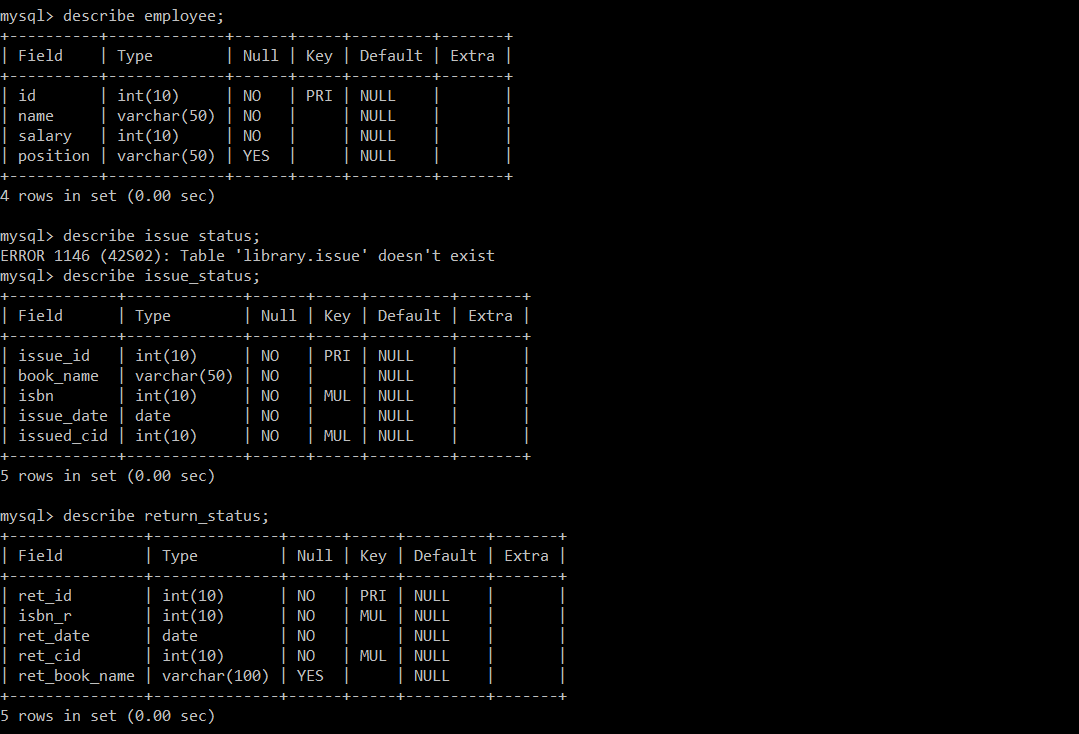 mysql> describe employee;
+----------+-------------+------+-----+---------+-------+
| Field    | Type        | Null | Key | Default | Extra |
+----------+-------------+------+-----+---------+-------+
| id       | int(10)     | NO   | PRI | NULL    |       |
| name     | varchar(50) | NO   |     | NULL    |       |
| salary   | int(10)     | NO   |     | NULL    |       |
| position | varchar(50) | YES  |     | NULL    |       |
+----------+-------------+------+-----+---------+-------+
4 rows in set (0.00 sec)

mysql> describe issue status;
ERROR 1146 (42S02): Table 'library.issue' doesn't exist
mysql> describe issue_status;
+------------+-------------+------+-----+---------+-------+
| Field      | Type        | Null | Key | Default | Extra |
+------------+-------------+------+-----+---------+-------+
| issue_id   | int(10)     | NO   | PRI | NULL    |       |
| book_name  | varchar(50) | NO   |     | NULL    |       |
| isbn       | int(10)     | NO   | MUL | NULL    |       |
| issue_date | date        | NO   |     | NULL    |       |
| issued_cid | int(10)     | NO   | MUL | NULL    |       |
+------------+-------------+------+-----+---------+-------+
5 rows in set (0.00 sec)

mysql> describe return_status;
+---------------+--------------+------+-----+---------+-------+
| Field         | Type         | Null | Key | Default | Extra |
+---------------+--------------+------+-----+---------+-------+
| ret_id        | int(10)      | NO   | PRI | NULL    |       |
| isbn_r        | int(10)      | NO   | MUL | NULL    |       |
| ret_date      | date         | NO   |     | NULL    |       |
| ret_cid       | int(10)      | NO   | MUL | NULL    |       |
| ret_book_name | varchar(100) | YES  |     | NULL    |       |
+---------------+--------------+------+-----+---------+-------+
5 rows in set (0.00 sec)